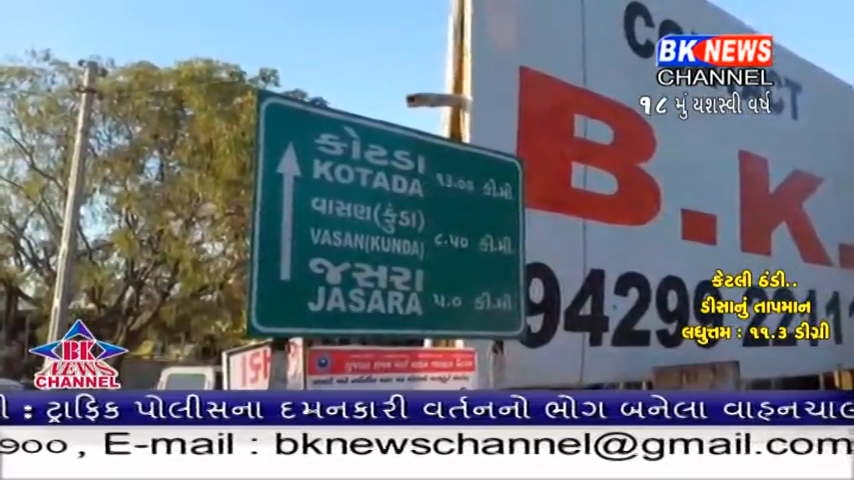 CO
BK NEWS
CHANNEL
૧૮ મું યશસ્વી વર્ષ
કોટડા
KOTADA ૧૩.૦૦ કી.મી.
વાસણ(કુંડા)
VASAN(KUNDA) ૮.૫૦ કી.મી.
જસરા
JASARA ૫.૦ કી.મી.
B.K.
કેટલી ઠંડી..
ડીસાનું તાપમાન
લઘુત્તમ : ૧૧.૩ ડીગ્રી
BK
NEWS
CHANNEL
ી : ટ્રાફિક પોલીસના દમનકારી વર્તનનો ભોગ બનેલા વાહનચાલ
૧૦૦, E-mail : bknewschannel@gmail.com